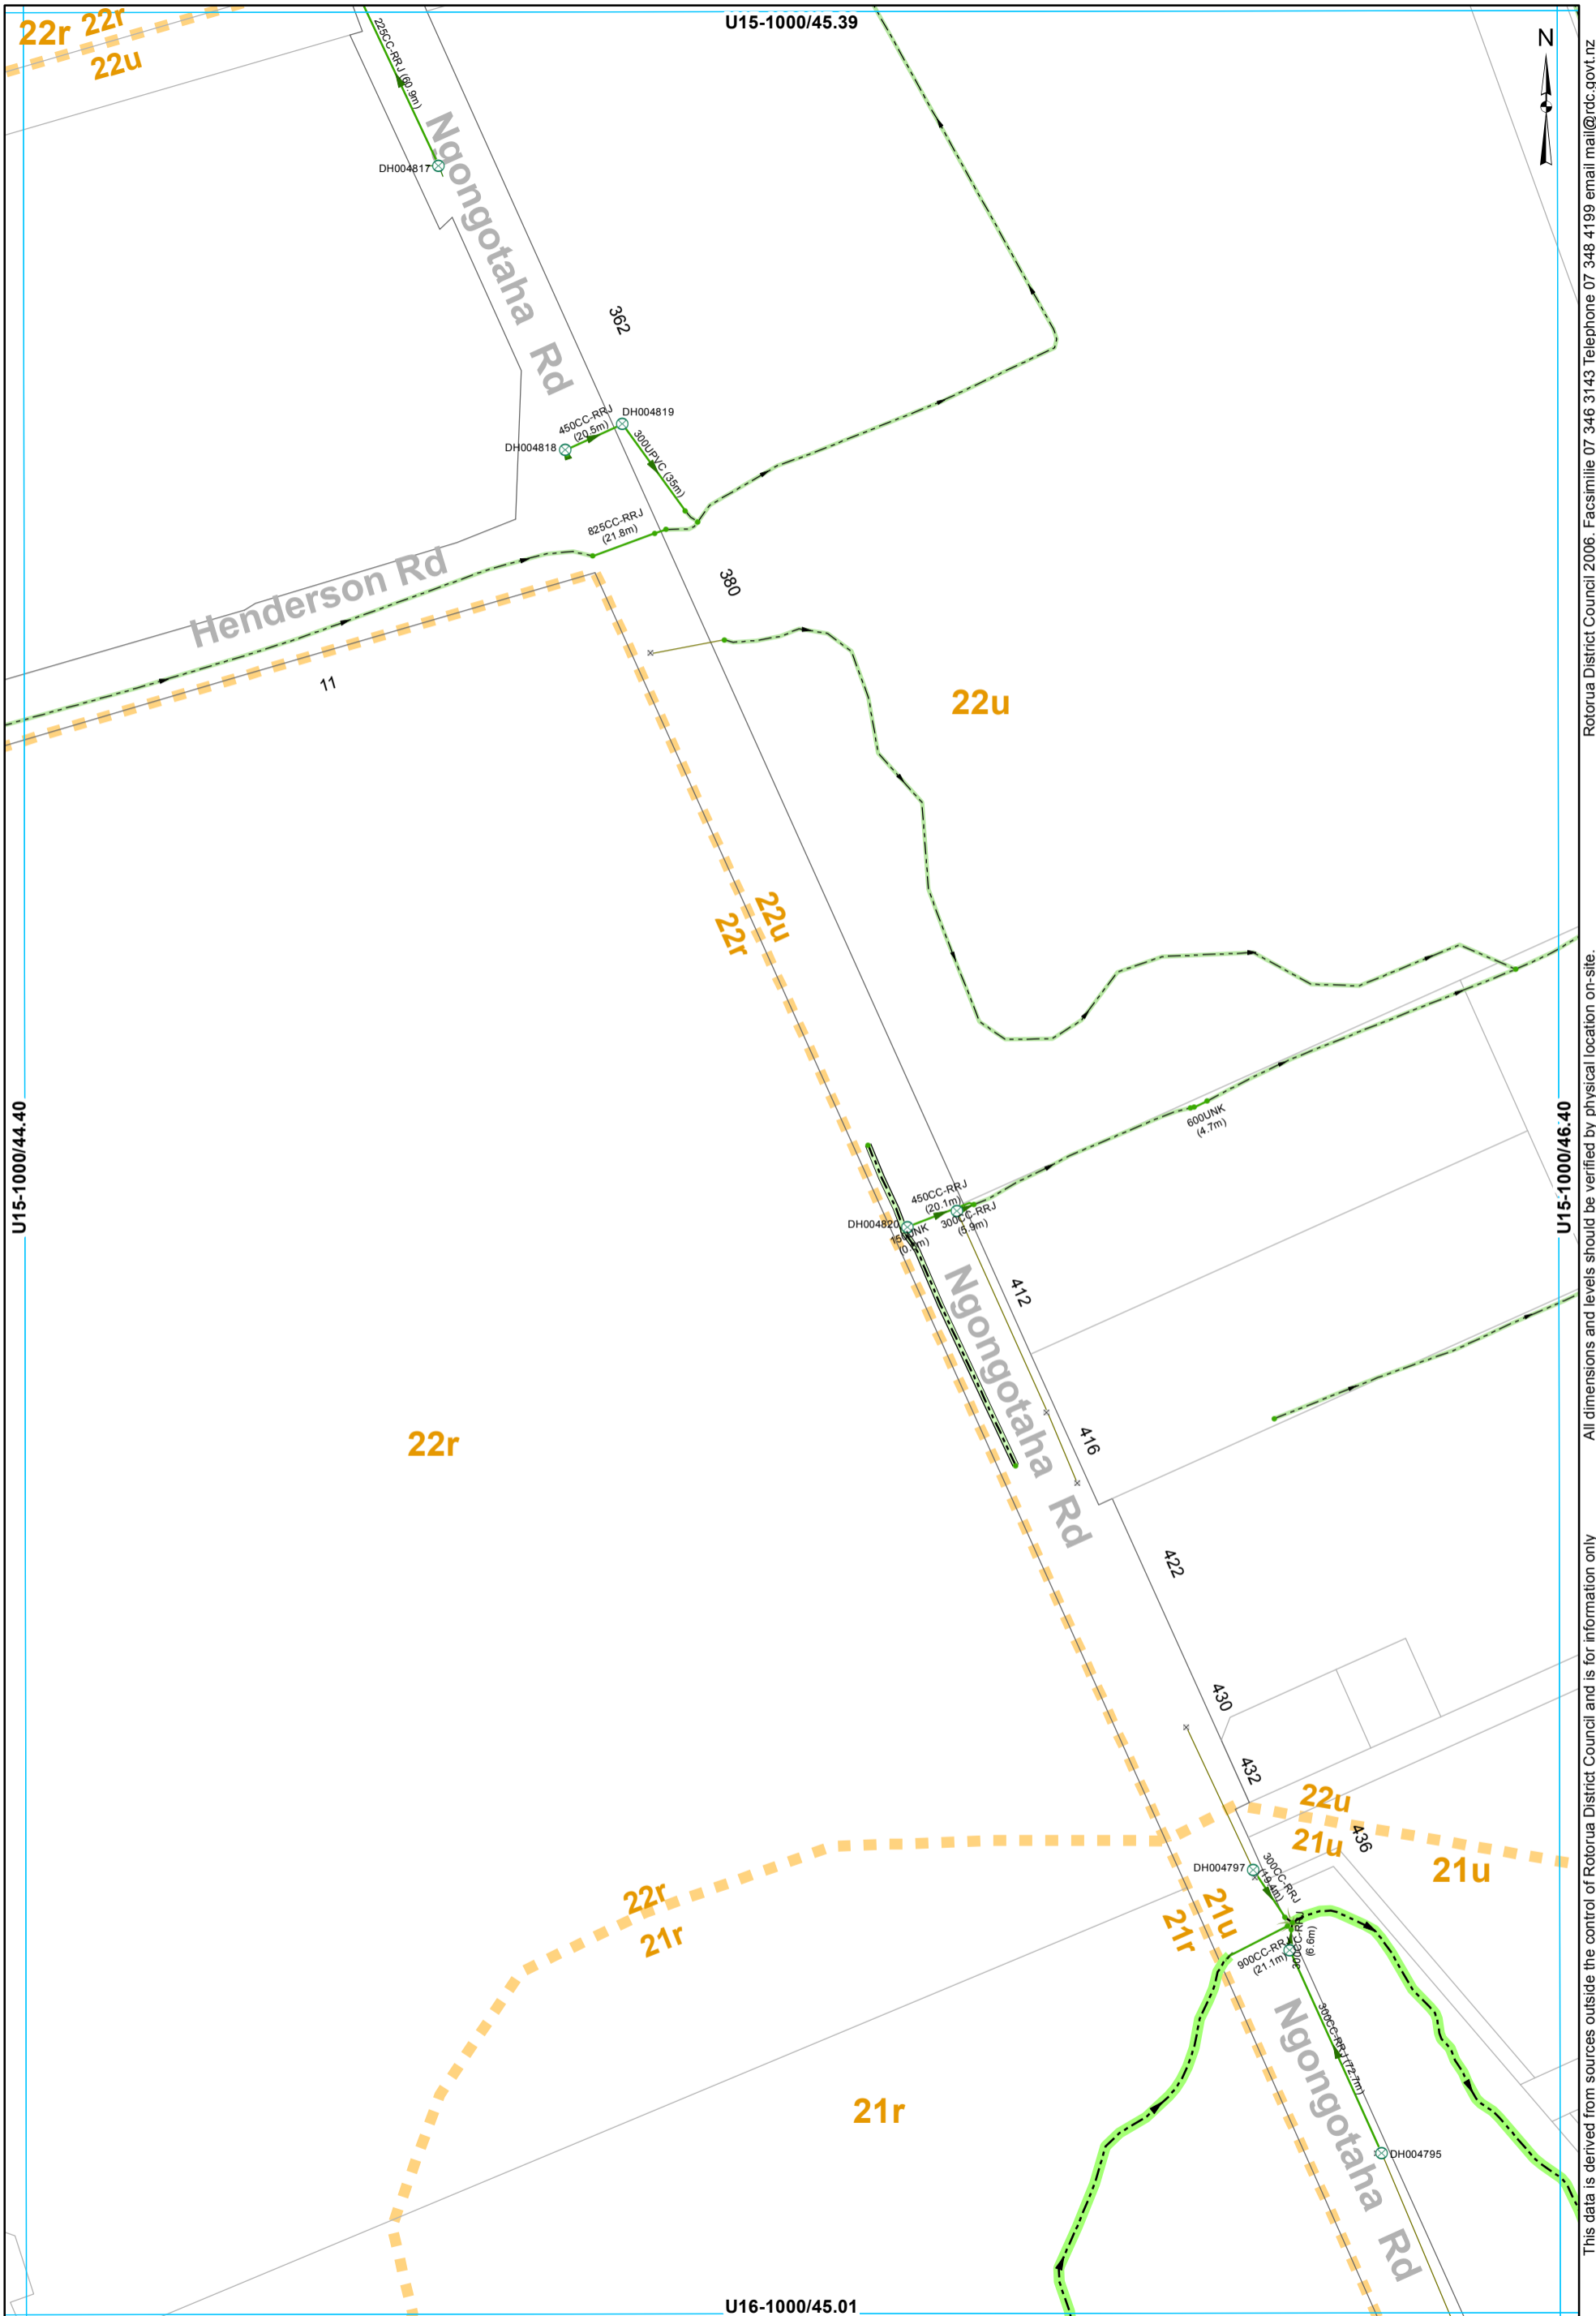 U15-1000/45.39
22r 22r
22u
N
225CC-RRJ (60.9m)
DH004817
Ngongotaha Rd
362
450CC-RRJ
(20.5m)
DH004819
DH004818
300UPVC (35m)
825CC-RRJ
(21.8m)
Henderson Rd
380
11
22u
22u
22r
U15-1000/44.40
U15-1000/46.40
600UNK
(4.7m)
450CC-RRJ
(20.1m)
DH004820
300CC-RRJ
(5.9m)
412
Ngongotaha Rd
416
22r
422
430
432
22u
21u
436
21u
DH004797
300CC-RRJ
(19.4m)
22r
21r
21u
21r
900CC-RRJ
(21.1m)
300CC-RRJ
(6.6m)
300CC-RRJ (72.7m)
Ngongotaha Rd
21r
DH004795
U16-1000/45.01
This data is derived from sources outside the control of Rotorua District Council and is for information only
All dimensions and levels should be verified by physical location on-site.
Rotorua District Council 2006. Facsimilie 07 346 3143 Telephone 07 348 4199 email mail@rdc.govt.nz